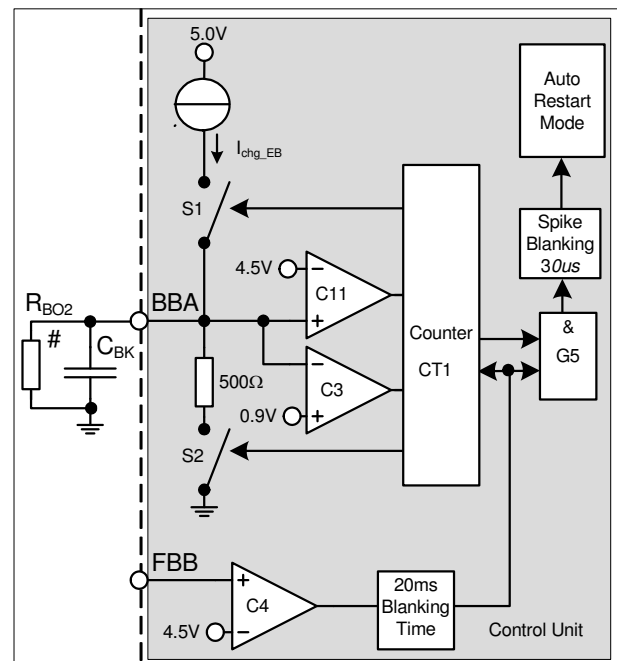 5.0V
Auto
Restart
Mode
Ichg_EB
S1
Spike
Blanking
30us
4.5V
C11
RBO2
#
CBK
BBA
Counter
CT1
&
G5
500Ω
C3
0.9V
S2
FBB
C4
4.5V
20ms
Blanking
Time
Control Unit